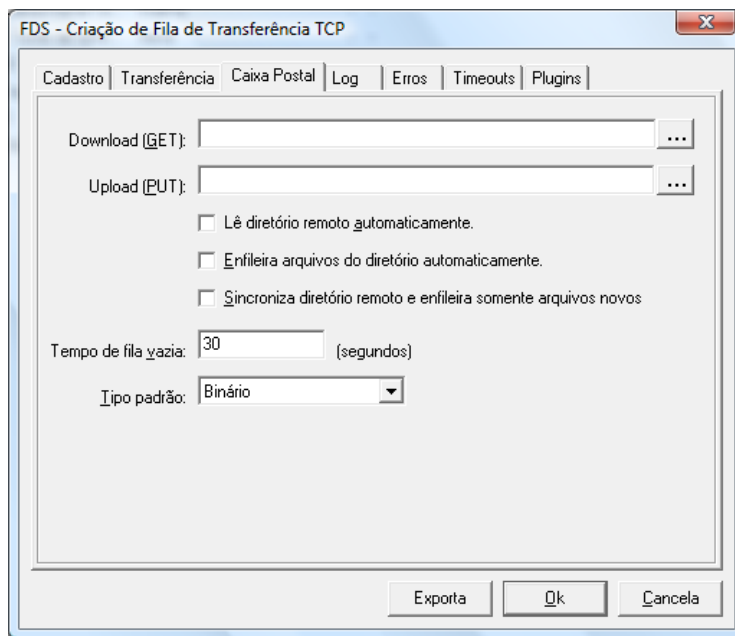 FDS - Criação de Fila de Transferência TCP
Cadastro Transferência Caixa Postal Log Erros Timeouts Plugins
Download (GET): ...
Upload (PUT): ...
Lê diretório remoto automaticamente.
Enfileira arquivos do diretório automaticamente.
Sincroniza diretório remoto e enfileira somente arquivos novos
Tempo de fila vazia: 30 (segundos)
Tipo padrão: Binário
Exporta Ok Cancela